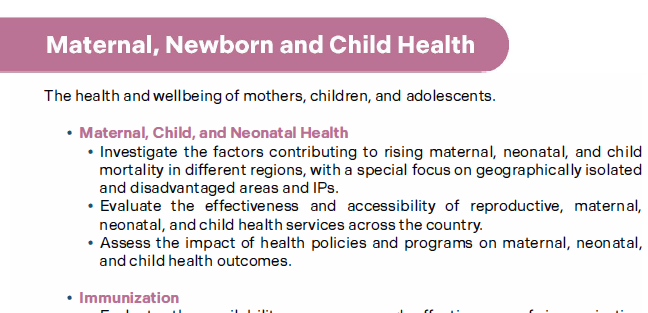 Maternal, Newborn and Child Health
The health and wellbeing of mothers, children, and adolescents.
• Maternal, Child, and Neonatal Health
• Investigate the factors contributing to rising maternal, neonatal, and child
mortality in different regions, with a special focus on geographically isolated
and disadvantaged areas and IPs.
• Evaluate the effectiveness and accessibility of reproductive, maternal,
neonatal, and child health services across the country.
• Assess the impact of health policies and programs on maternal, neonatal,
and child health outcomes.
• Immunization